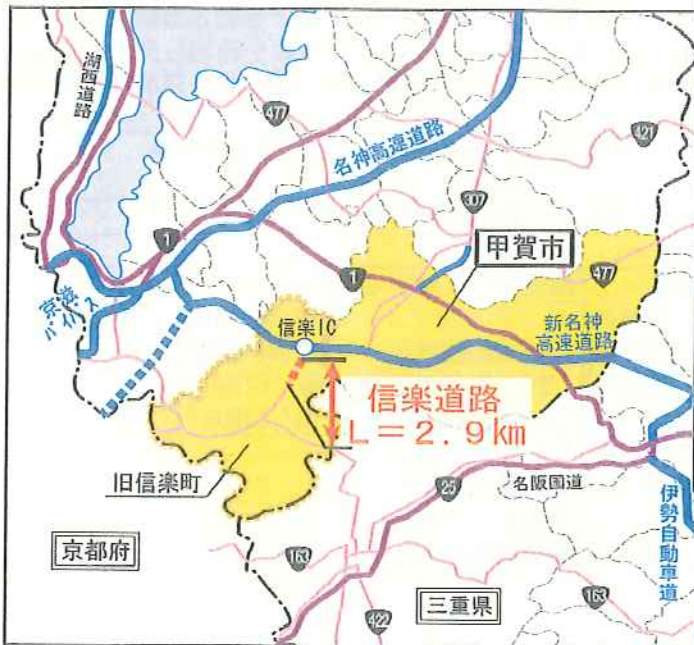 湖西道路
477
421
名神高速道路
307
1
甲賀市
1
477
京滋
バイパス
信楽IC
新名神
高速道路
信楽道路
L=2.9km
旧信楽町
25
名阪国道
伊勢自動車道
京都府
163
三重県
163
422